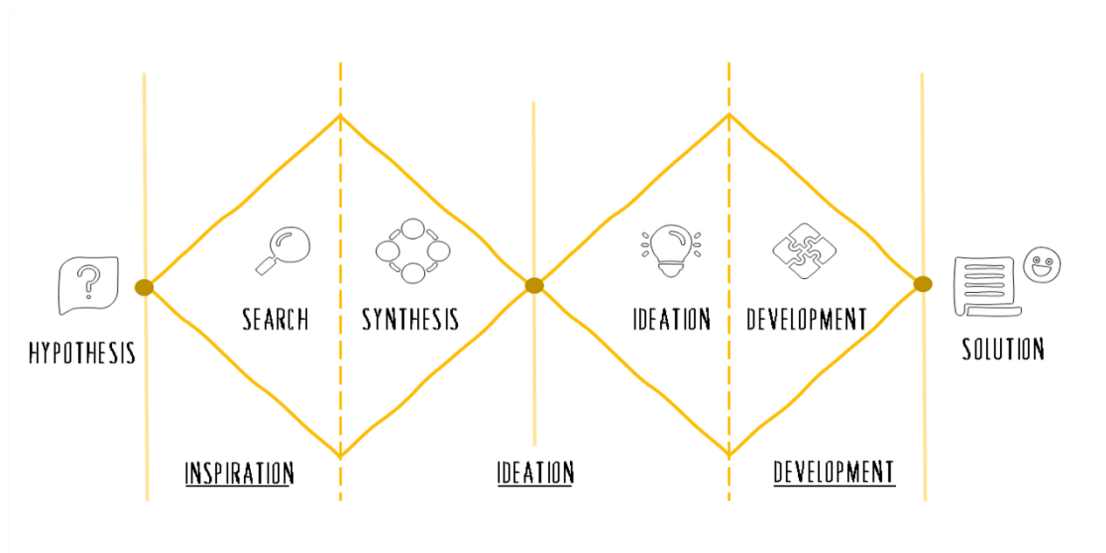 SEARCH
SYNTHESIS
IDEATION
DEVELOPMENT
HYPOTHESIS
SOLUTION
INSPIRATION
IDEATION
DEVELOPMENT